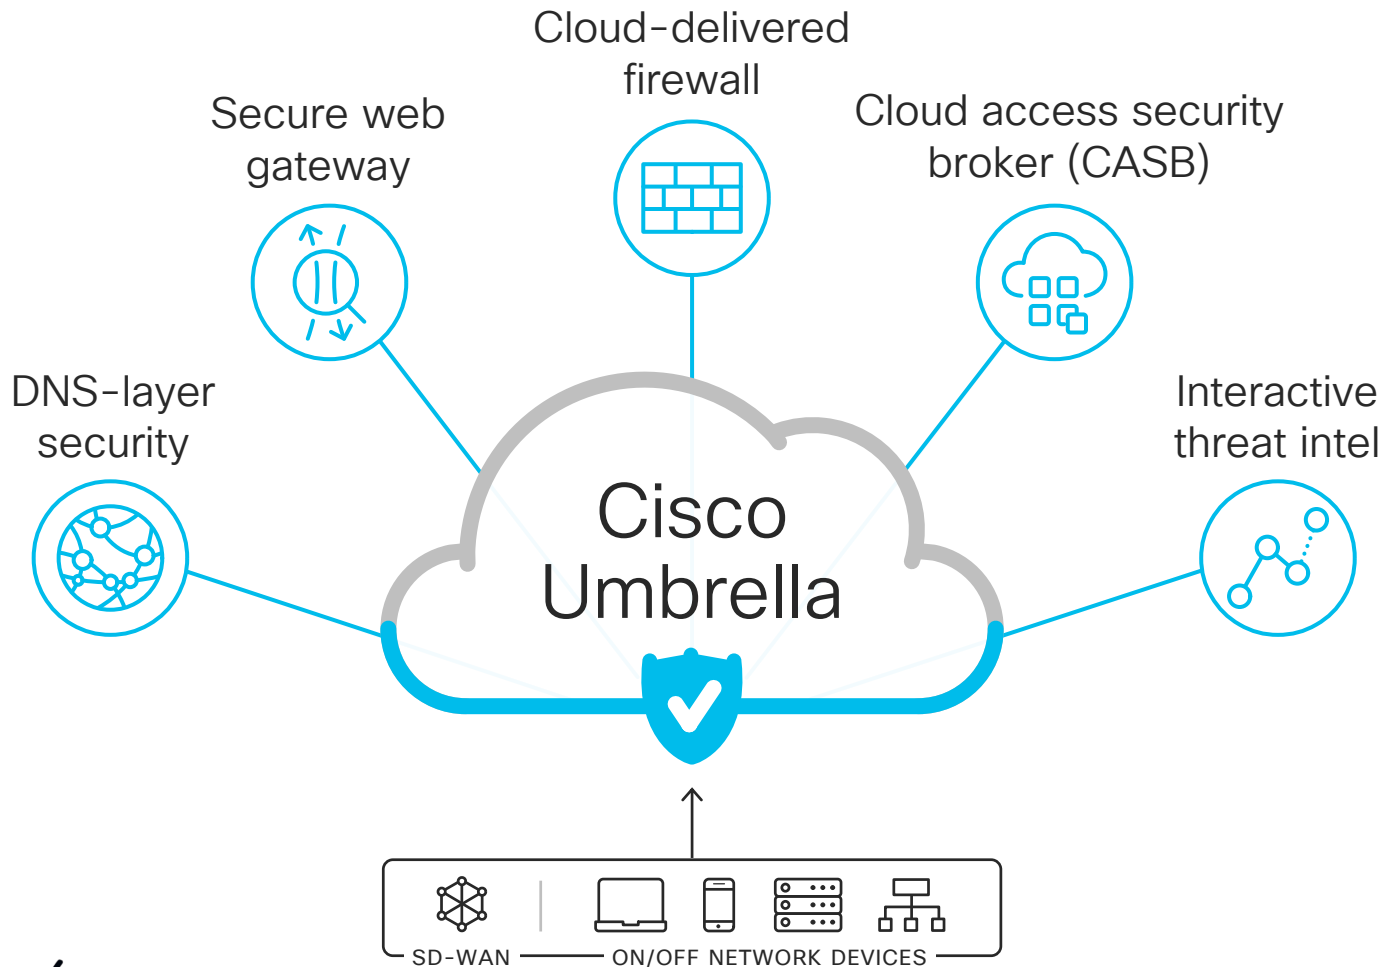 Cloud-delivered
firewall
Secure web
gateway
Cloud access security
broker (CASB)
DNS-layer
security
Interactive
threat intel
Cisco
Umbrella
SD-WAN
ON/OFF NETWORK DEVICES